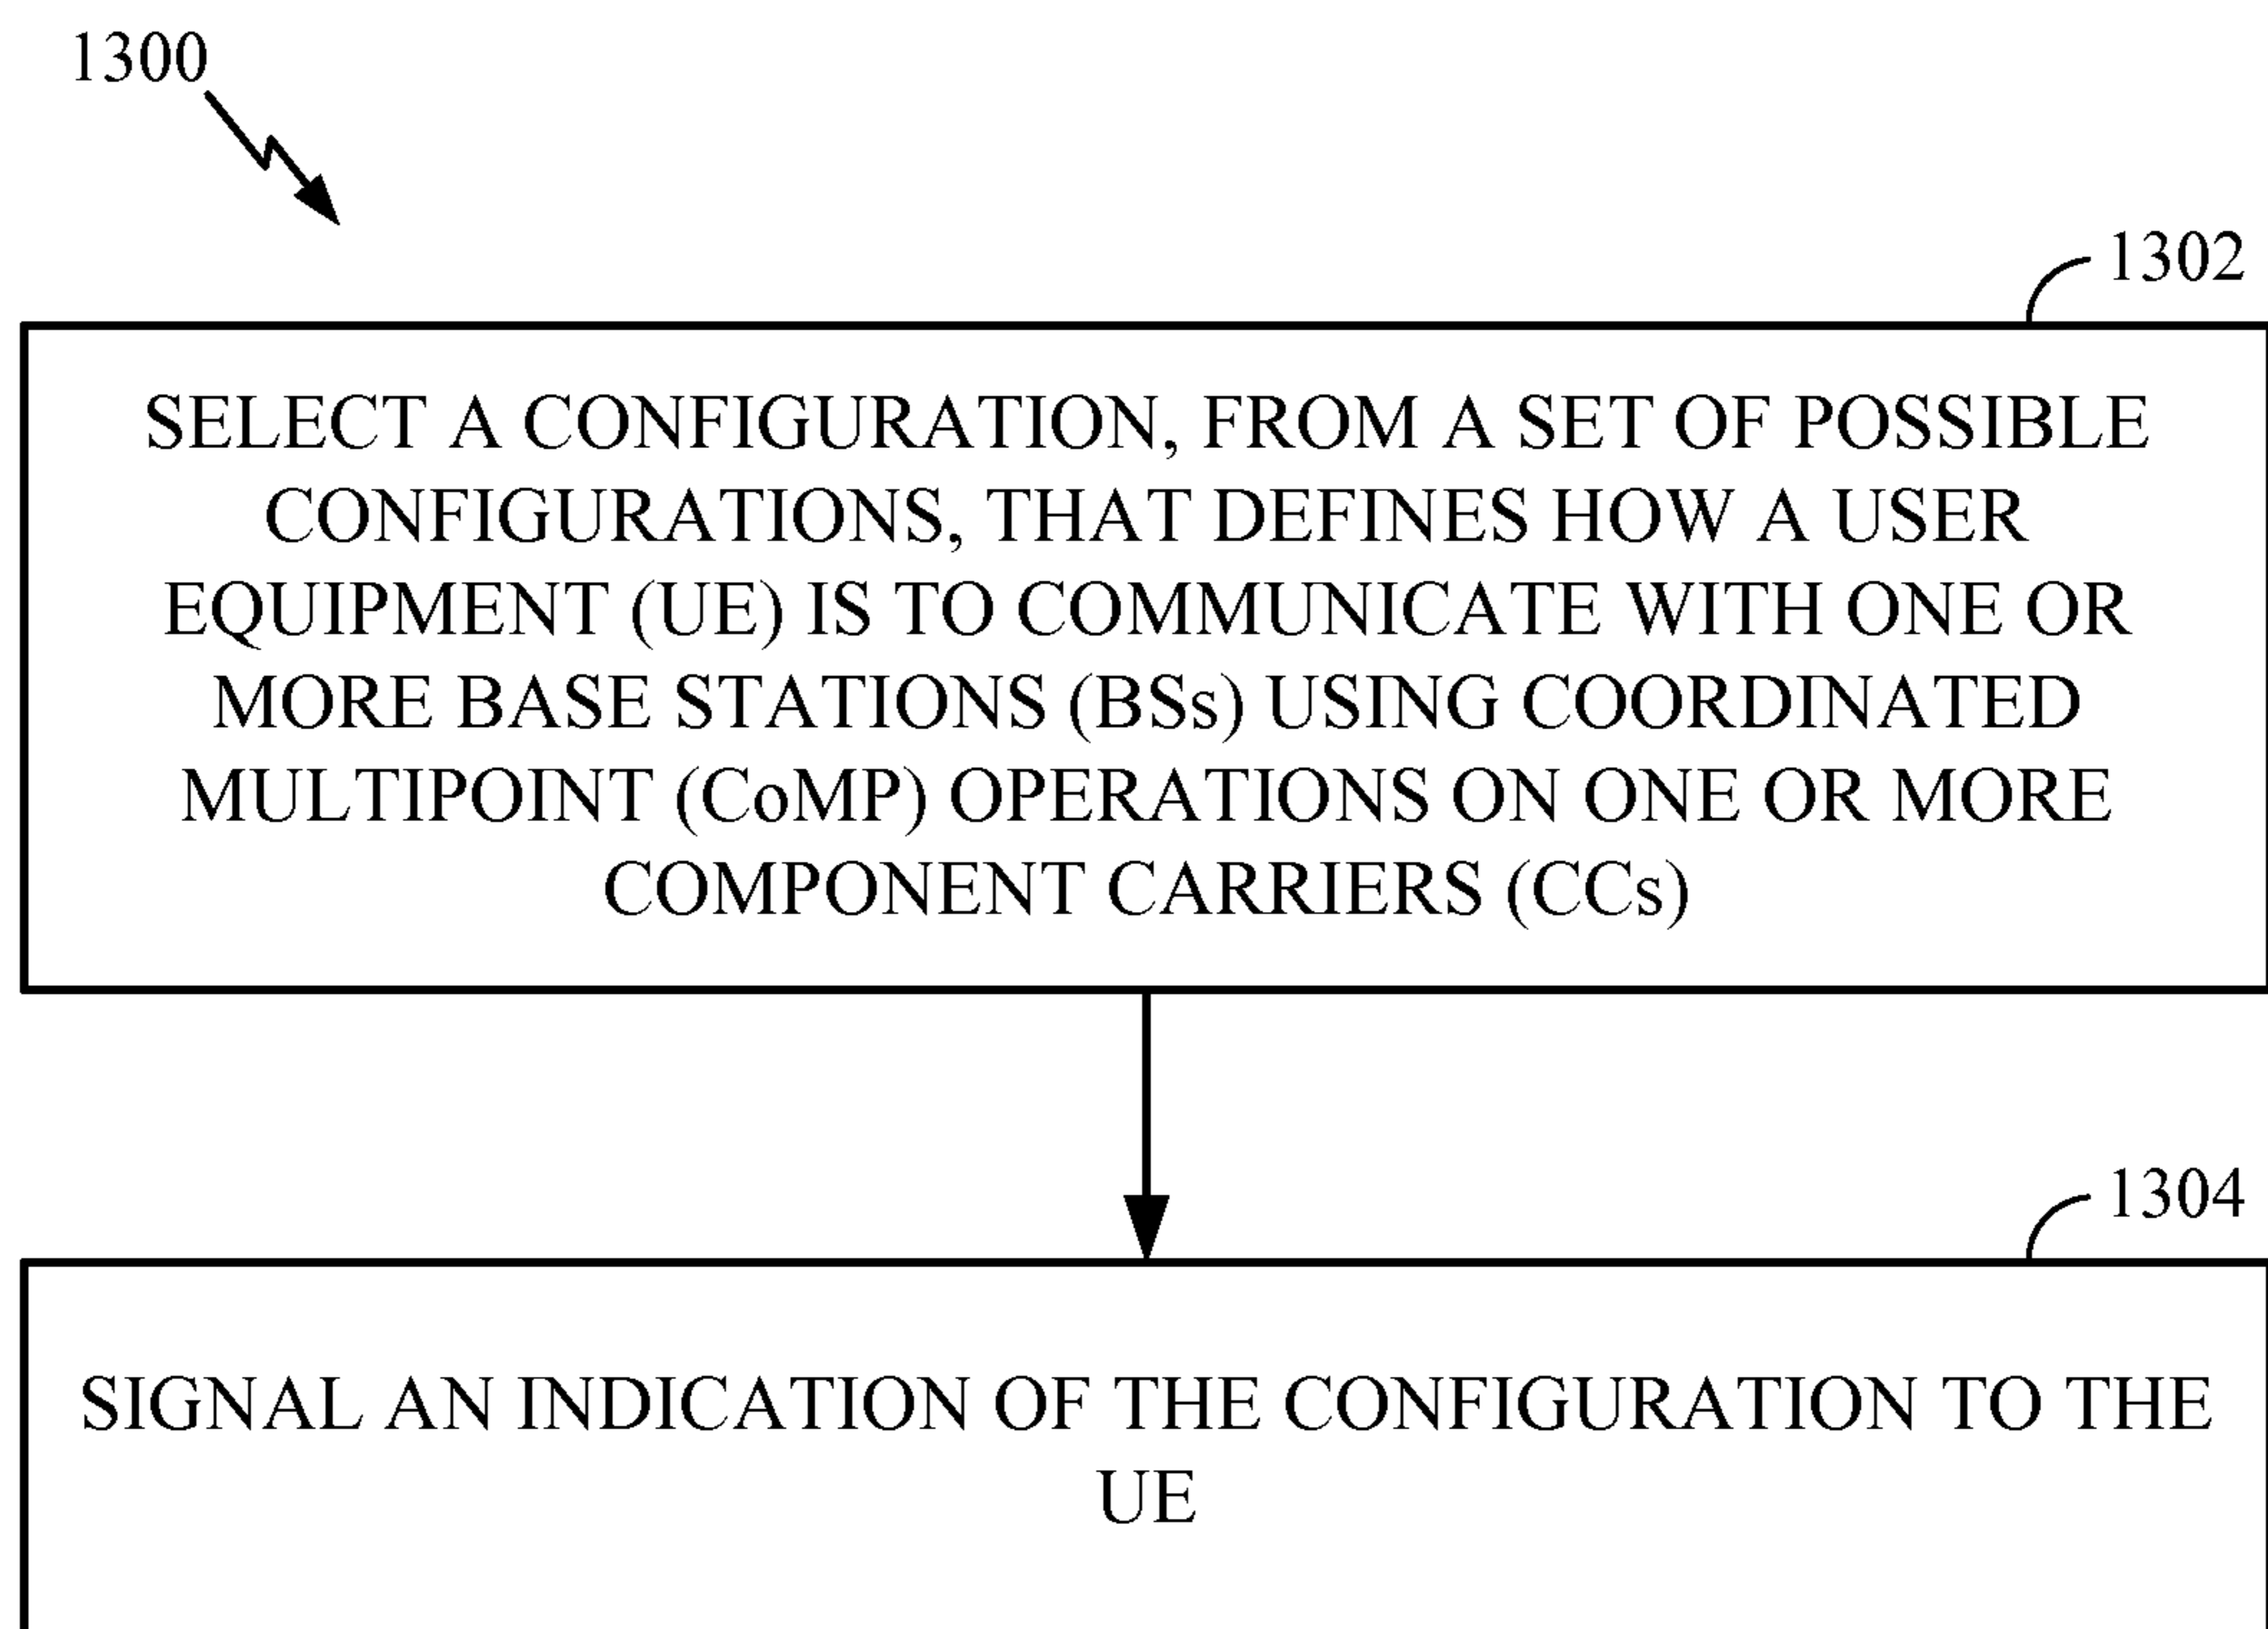 1300
1302
SELECT A CONFIGURATION, FROM A SET OF POSSIBLE
CONFIGURATIONS, THAT DEFINES HOW A USER
EQUIPMENT (UE) IS TO COMMUNICATE WITH ONE OR
MORE BASE STATIONS (BSs) USING COORDINATED
MULTIPOINT (CoMP) OPERATIONS ON ONE OR MORE
COMPONENT CARRIERS (CCs)
1304
SIGNAL AN INDICATION OF THE CONFIGURATION TO THE
UE